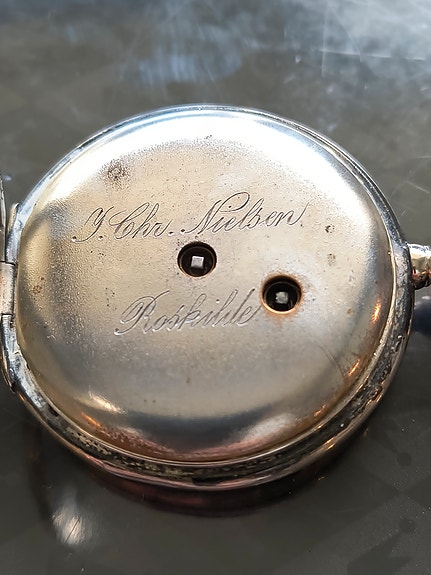 J. Chr. Nielsen
Roskilde